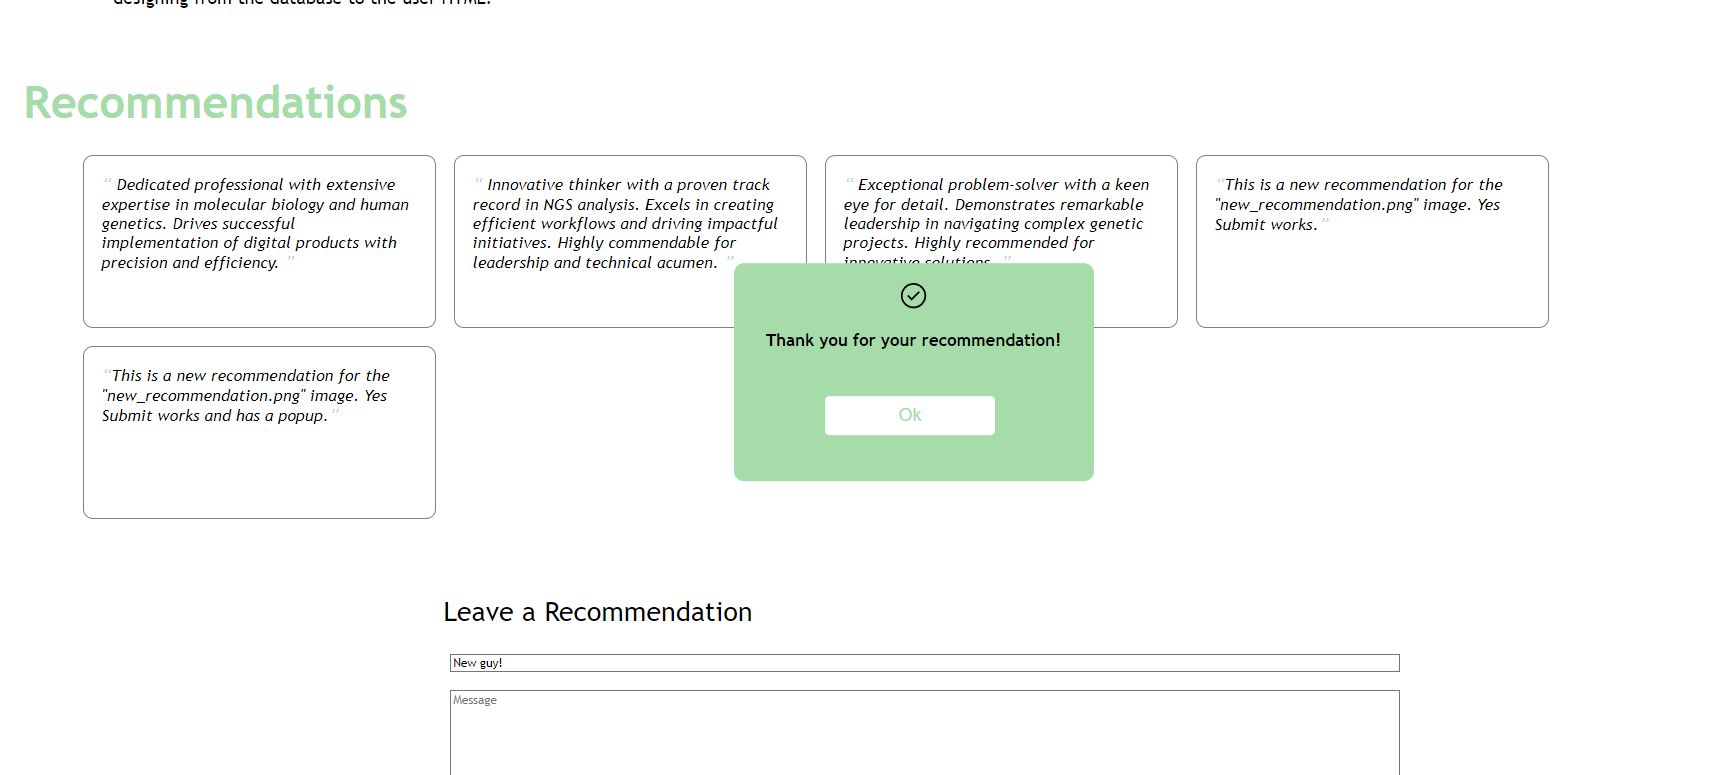 designing from the database to the user HTML.
Recommendations
“ Dedicated professional with extensive
expertise in molecular biology and human
genetics. Drives successful
implementation of digital products with
precision and efficiency. ”
“ Innovative thinker with a proven track
record in NGS analysis. Excels in creating
efficient workflows and driving impactful
initiatives. Highly commendable for
leadership and technical acumen. ”
“ Exceptional problem-solver with a keen
eye for detail. Demonstrates remarkable
leadership in navigating complex genetic
projects. Highly recommended for
innovative solutions. ”
“This is a new recommendation for the
"new_recommendation.png" image. Yes
Submit works.”
“This is a new recommendation for the
"new_recommendation.png" image. Yes
Submit works and has a popup.”
Thank you for your recommendation!
Ok
Leave a Recommendation
New guy!
Message